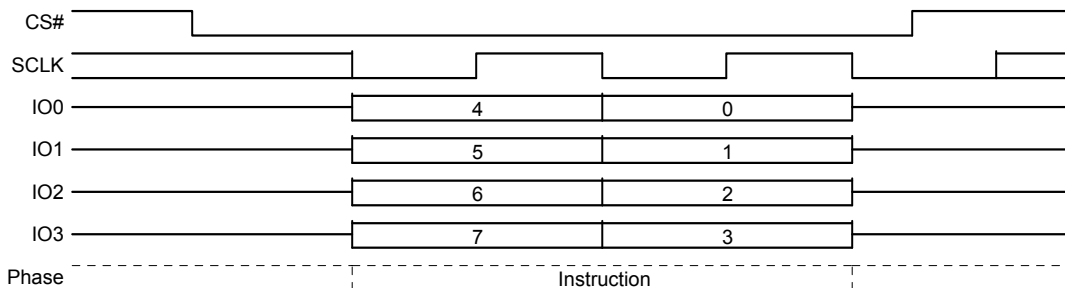 CS#
SCLK
IO0 4 0
IO1 5 1
IO2 6 2
IO3 7 3
Phase Instruction